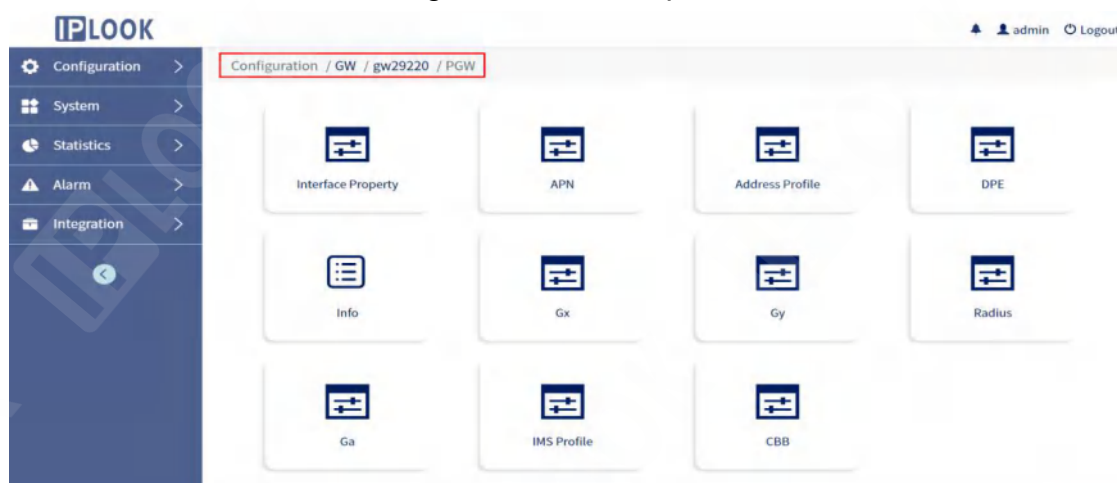 IPLOOK
admin Logout
Configuration
Configuration / GW / gw29220 / PGW
System
Statistics
Alarm
Integration
Interface Property
APN
Address Profile
DPE
Info
Gx
Gy
Radius
Ga
IMS Profile
CBB